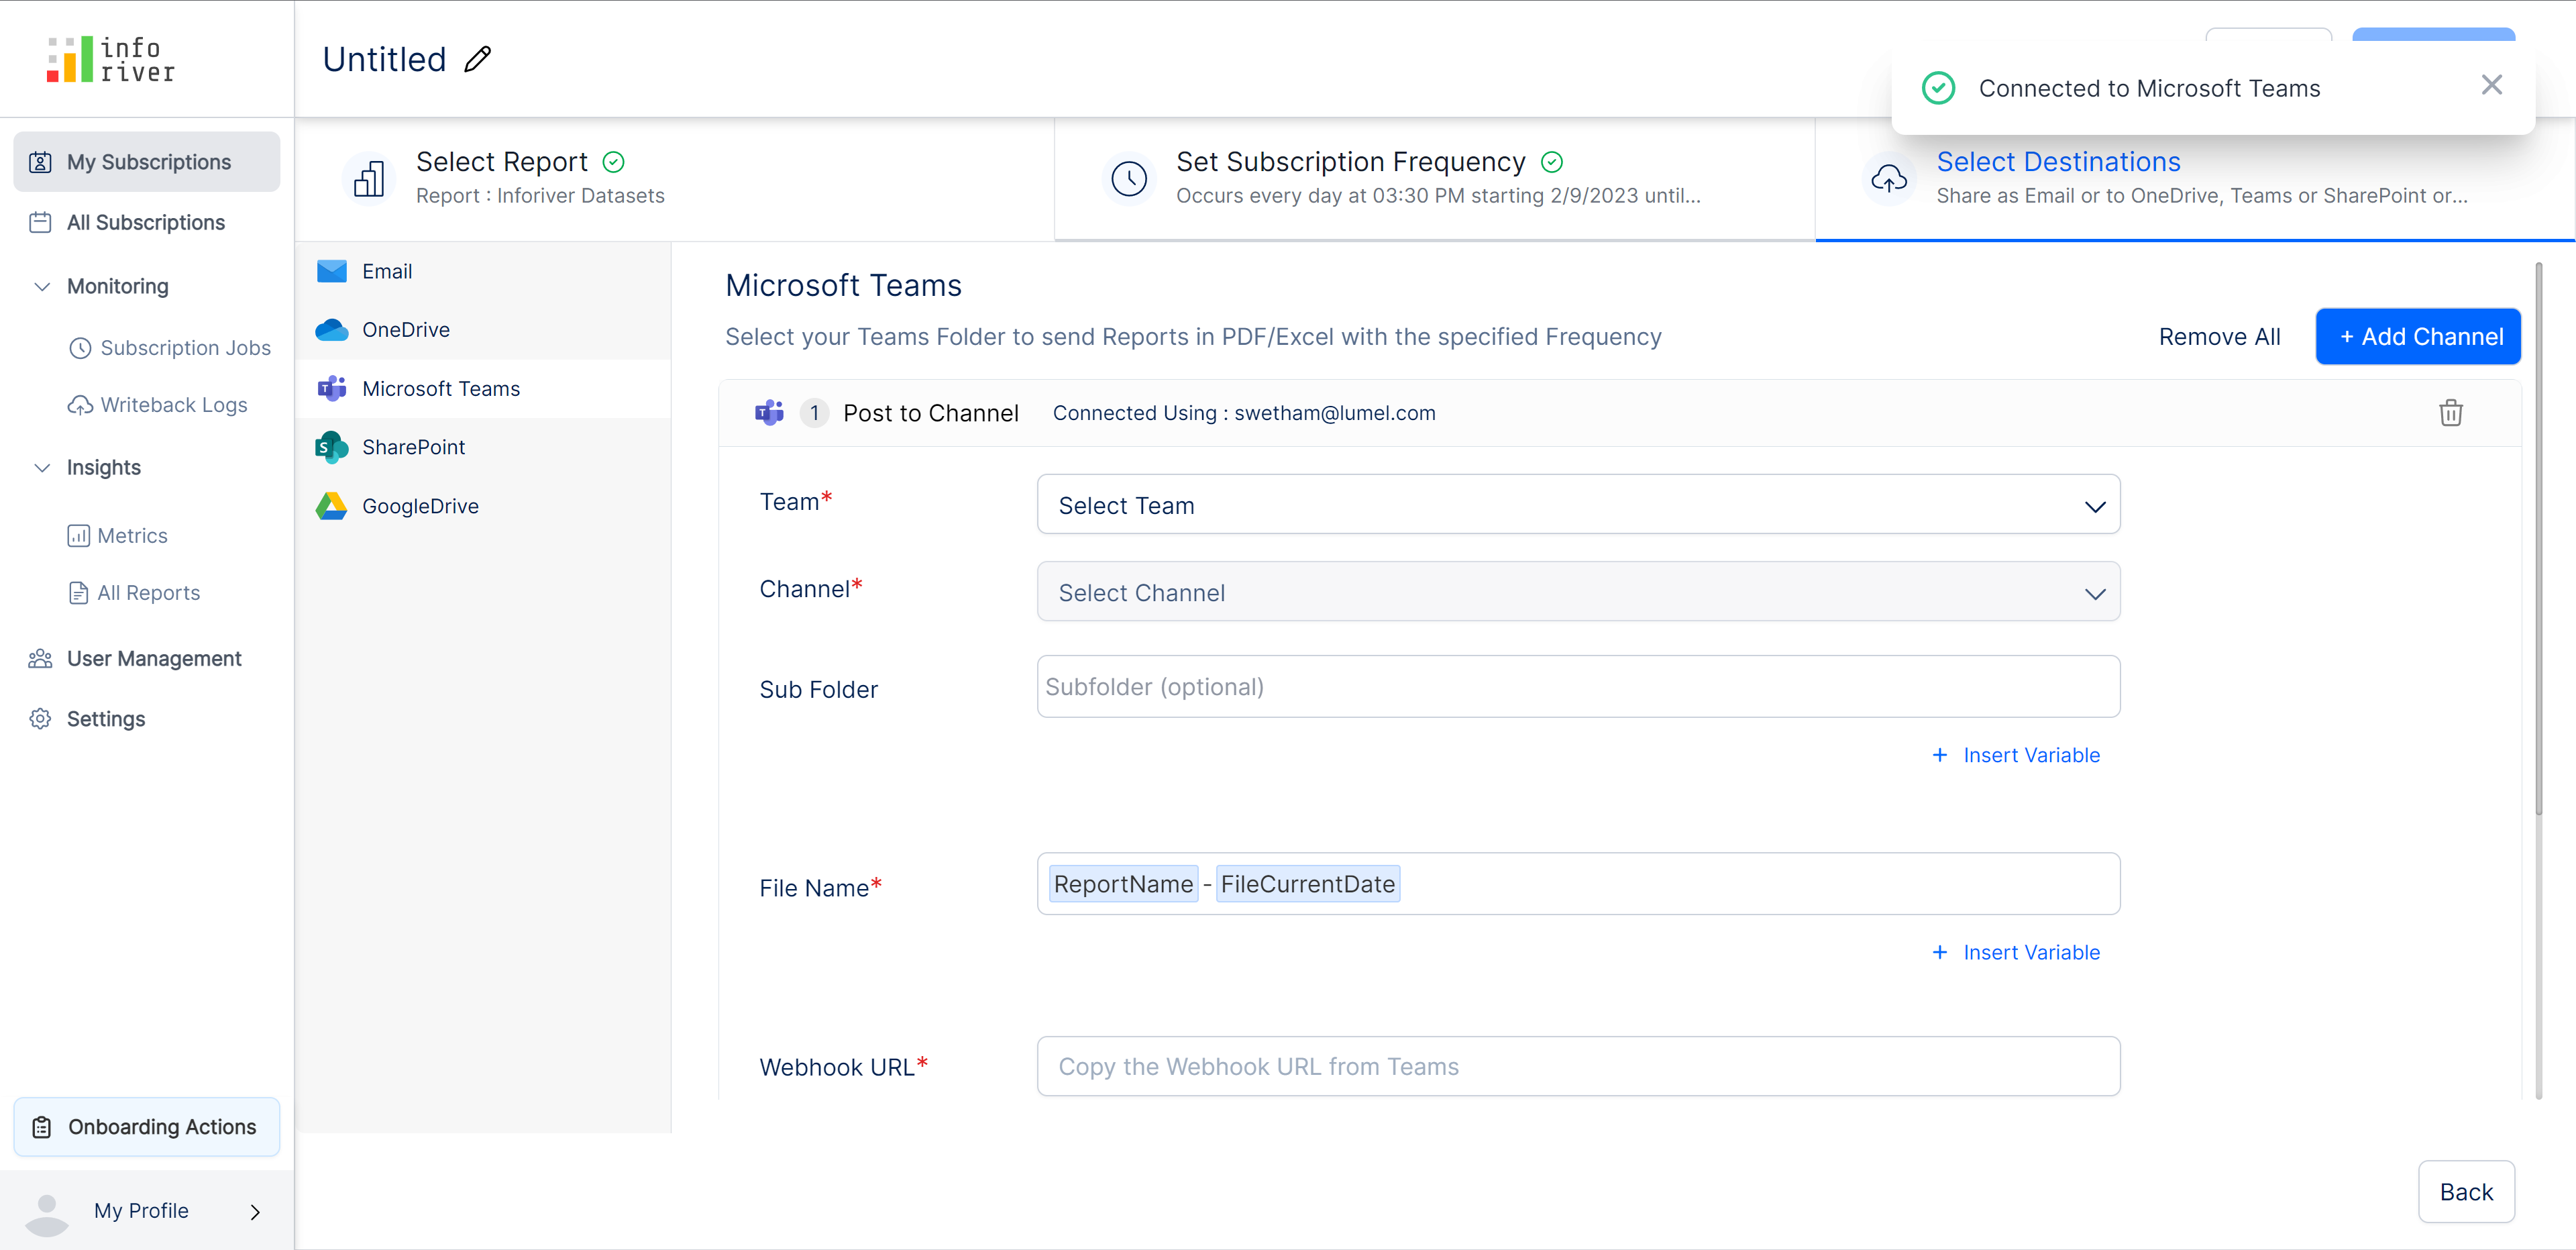 info
river
Untitled
Connected to Microsoft Teams
My Subscriptions
All Subscriptions
Monitoring
Subscription Jobs
Writeback Logs
Insights
Metrics
All Reports
User Management
Settings
Onboarding Actions
My Profile
Select Report
Report : Inforiver Datasets
Set Subscription Frequency
Occurs every day at 03:30 PM starting 2/9/2023 until...
Select Destinations
Share as Email or to OneDrive, Teams or SharePoint or...
Email
OneDrive
Microsoft Teams
SharePoint
GoogleDrive
Microsoft Teams
Select your Teams Folder to send Reports in PDF/Excel with the specified Frequency
Remove All
+ Add Channel
1 Post to Channel Connected Using : swetham@lumel.com
Team* Select Team
Channel* Select Channel
Sub Folder Subfolder (optional)
+ Insert Variable
File Name* ReportName - FileCurrentDate
+ Insert Variable
Webhook URL* Copy the Webhook URL from Teams
Back